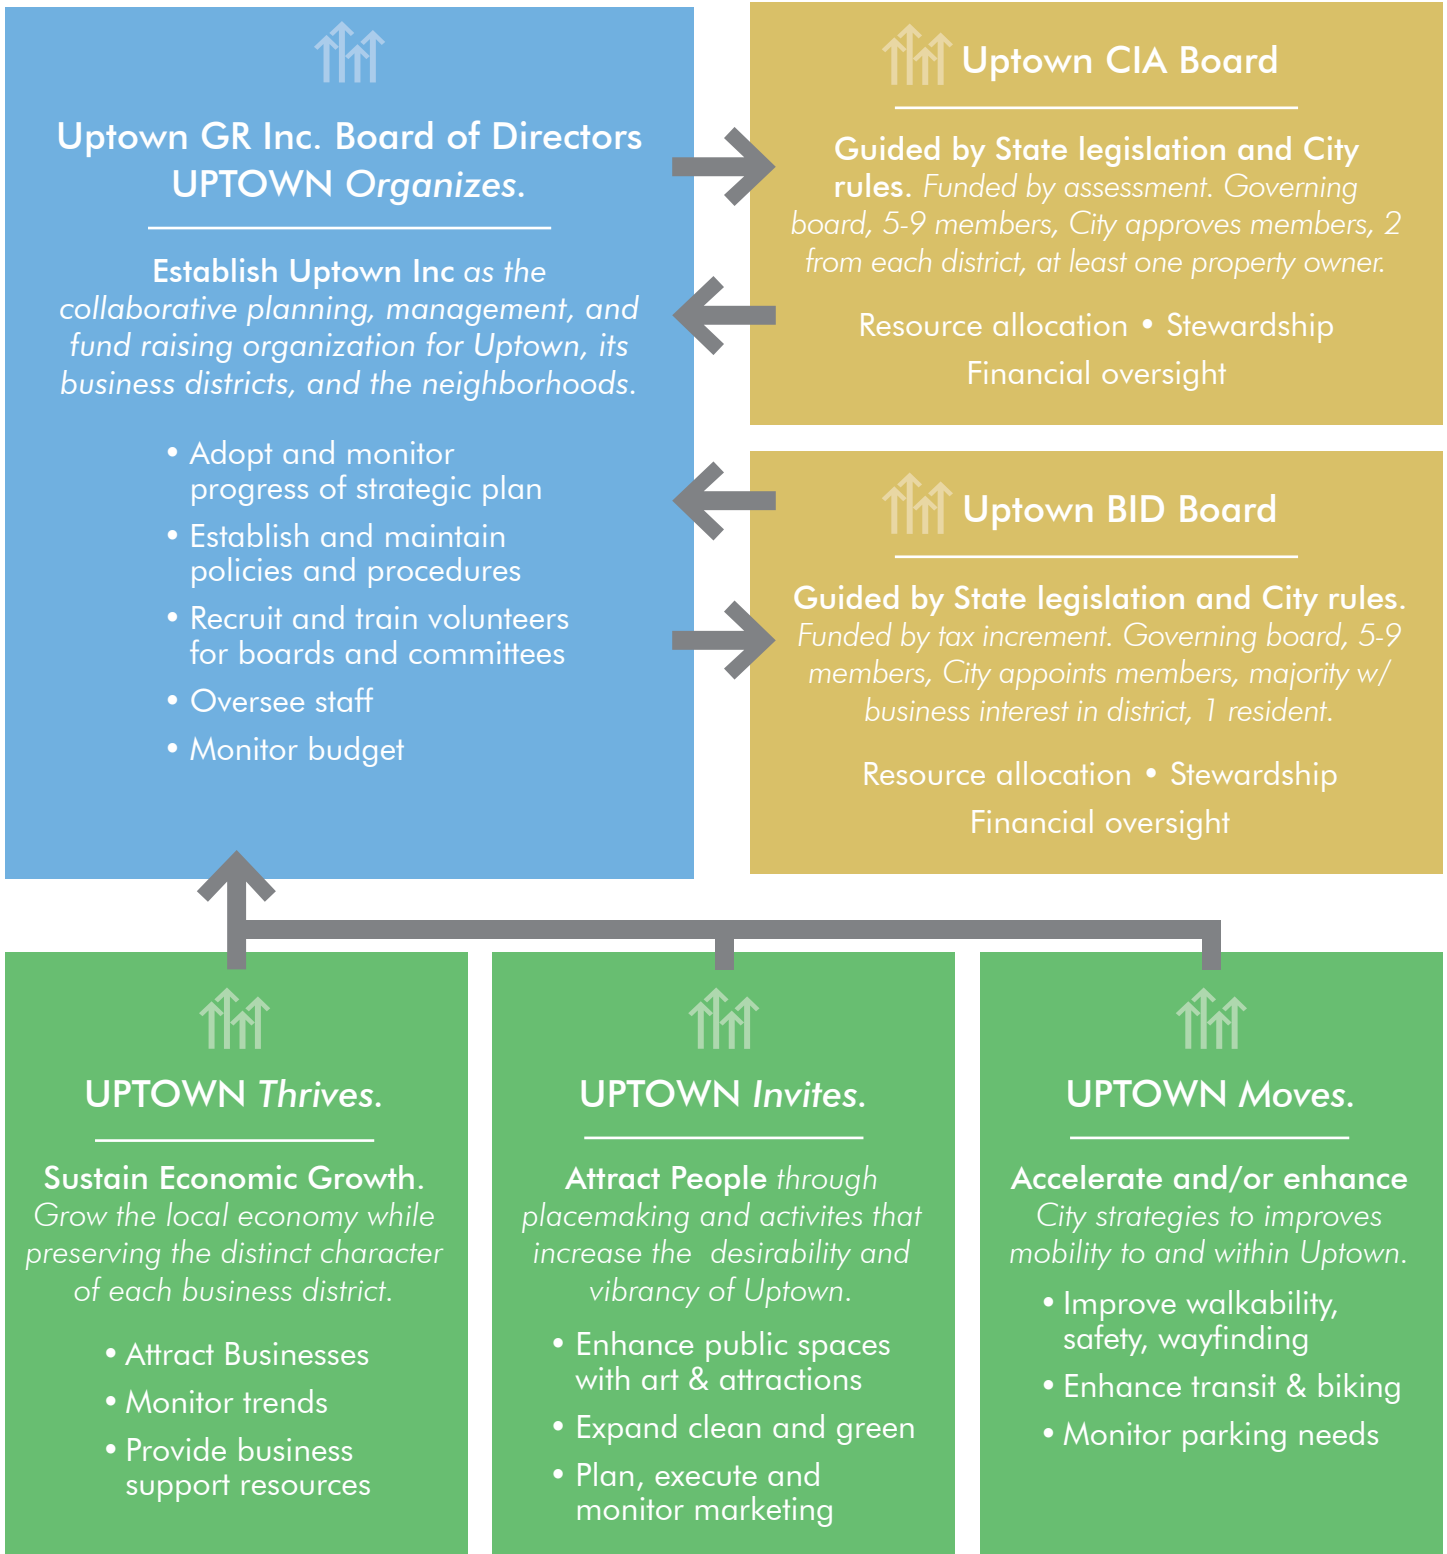 Uptown GR Inc. Board of Directors
UPTOWN Organizes.
Establish Uptown Inc as the
collaborative planning, management, and
fund raising organization for Uptown, its
business districts, and the neighborhoods.
• Adopt and monitor
progress of strategic plan
• Establish and maintain
policies and procedures
• Recruit and train volunteers
for boards and committees
• Oversee staff
• Monitor budget
Uptown CIA Board
Guided by State legislation and City
rules. Funded by assessment. Governing
board, 5-9 members, City approves members, 2
from each district, at least one property owner.
Resource allocation • Stewardship
Financial oversight
Uptown BID Board
Guided by State legislation and City rules.
Funded by tax increment. Governing board, 5-9
members, City appoints members, majority w/
business interest in district, 1 resident.
Resource allocation • Stewardship
Financial oversight
UPTOWN Thrives.
Sustain Economic Growth.
Grow the local economy while
preserving the distinct character
of each business district.
• Attract Businesses
• Monitor trends
• Provide business
support resources
UPTOWN Invites.
Attract People through
placemaking and activites that
increase the desirability and
vibrancy of Uptown.
• Enhance public spaces
with art & attractions
• Expand clean and green
• Plan, execute and
monitor marketing
UPTOWN Moves.
Accelerate and/or enhance
City strategies to improves
mobility to and within Uptown.
• Improve walkability,
safety, wayfinding
• Enhance transit & biking
• Monitor parking needs